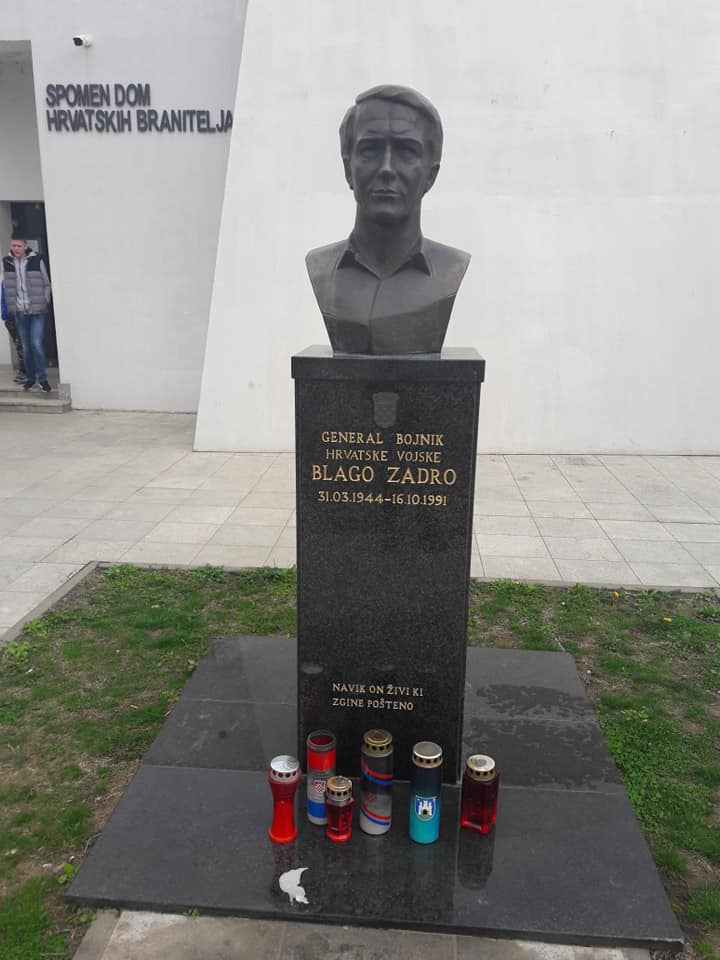 SPOMEN DOM
HRVATSKIH BRANITELJA
GENERAL BOJNIK
HRVATSKE VOJSKE
BLAGO ZADRO
31.03.1944-16.10.1991
NAVIK ON ŽIVI KI
ZGINE POŠTENO